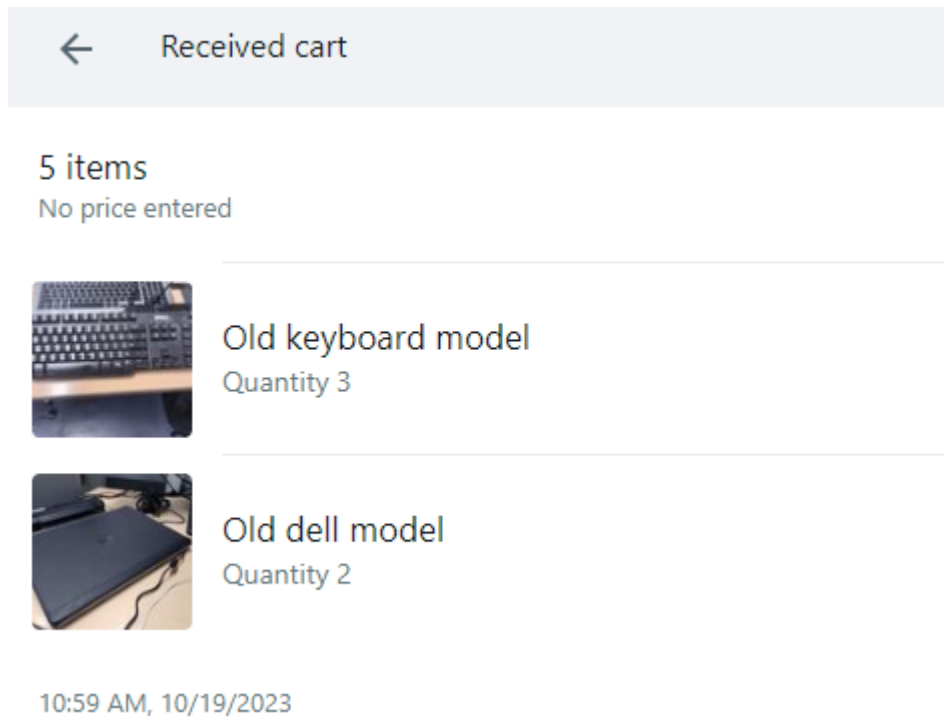 Received cart
5 items
No price entered
Old keyboard model
Quantity 3
Old dell model
Quantity 2
10:59 AM, 10/19/2023